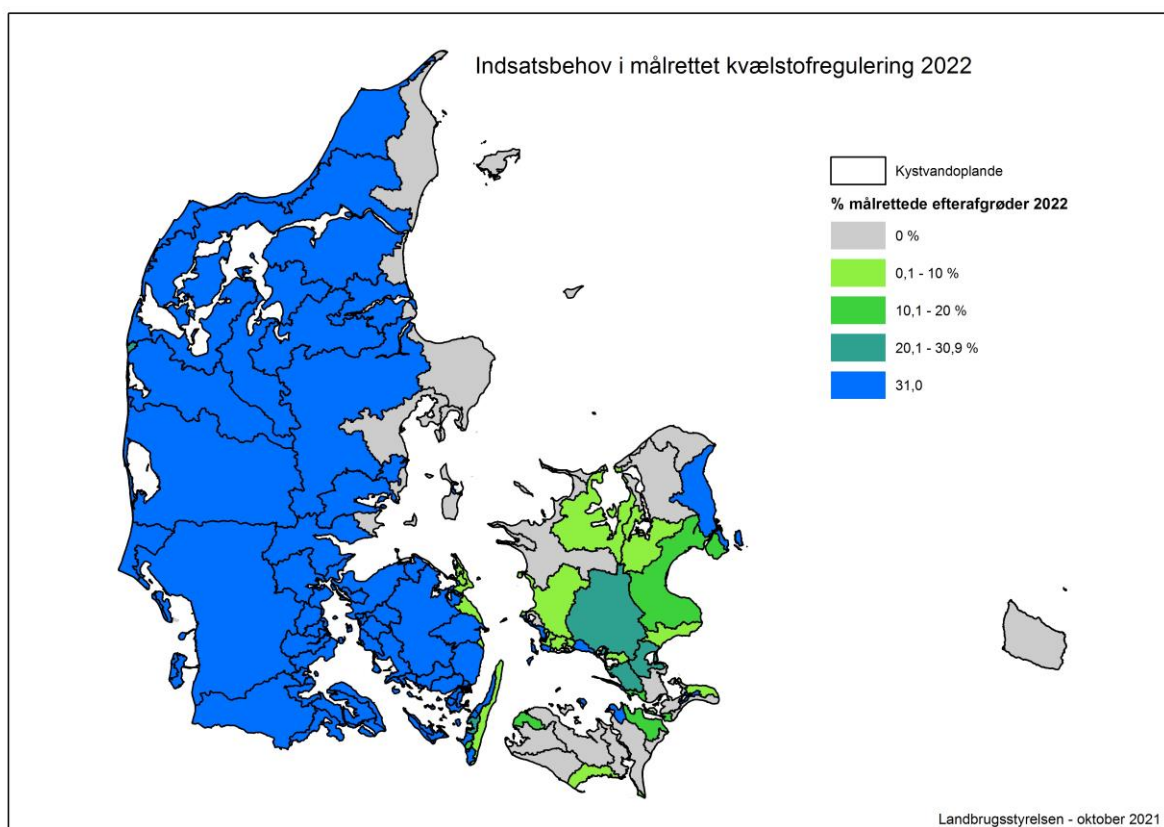 Indsatsbehov i målrettet kvælstofregulering 2022
Kystvandoplande
% målrettede efterafgrøder 2022
0 %
0,1 - 10 %
10,1 - 20 %
20,1 - 30,9 %
31,0
Landbrugsstyrelsen - oktober 2021